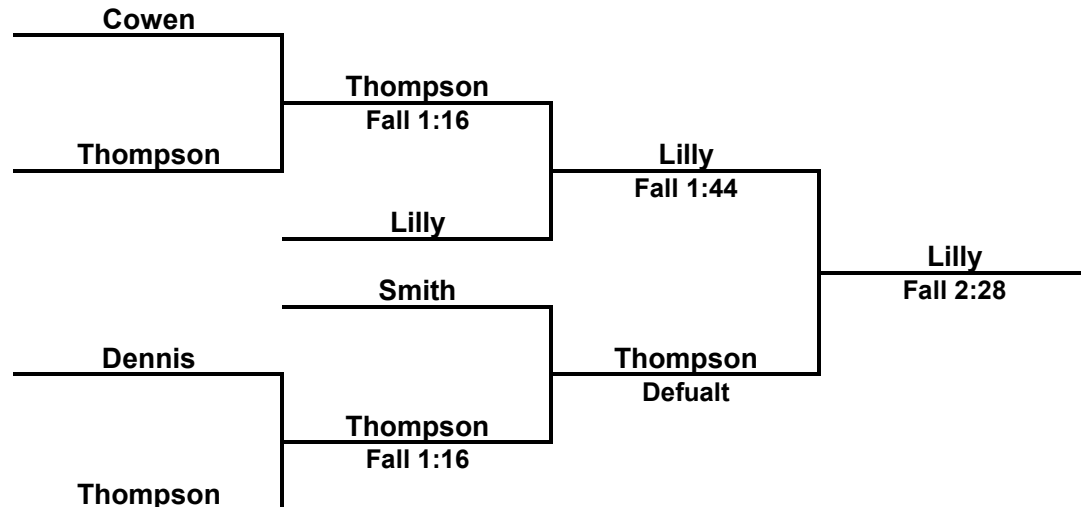 Cowen
Thompson
Fall 1:16
Thompson
Lilly
Fall 1:44
Lilly
Lilly
Fall 2:28
Smith
Dennis
Thompson
Defualt
Thompson
Fall 1:16
Thompson